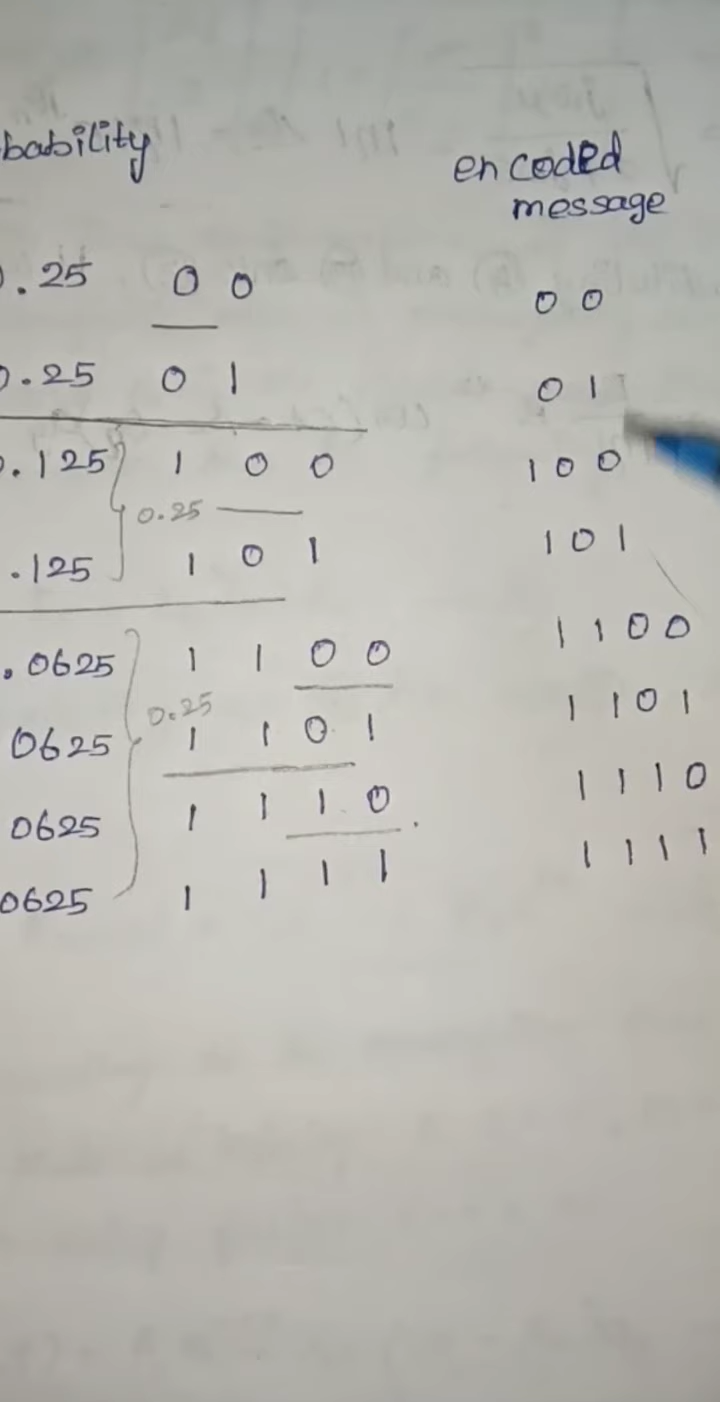 bability
encoded
message
0.25 0 0 0 0
0.25 0 1 0 1
0.125 1 0 0 1 0 0
0.25
.125 1 0 1 1 0 1
.0625 1 1 0 0 1 1 0 0
0.25
0625 1 1 0 1 1 1 0 1
0625 1 1 1 0 1 1 1 0
0625 1 1 1 1 1 1 1 1